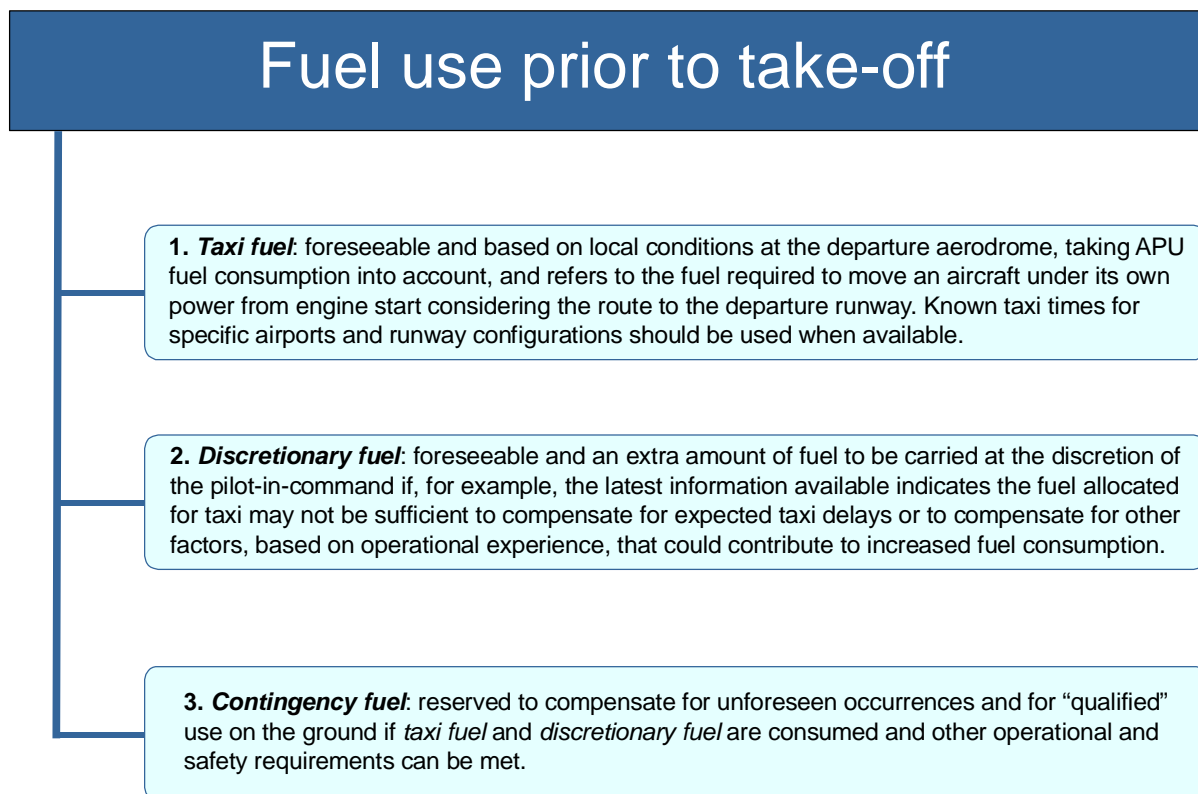 Fuel use prior to take-off
1. Taxi fuel: foreseeable and based on local conditions at the departure aerodrome, taking APU
fuel consumption into account, and refers to the fuel required to move an aircraft under its own
power from engine start considering the route to the departure runway. Known taxi times for
specific airports and runway configurations should be used when available.
2. Discretionary fuel: foreseeable and an extra amount of fuel to be carried at the discretion of
the pilot-in-command if, for example, the latest information available indicates the fuel allocated
for taxi may not be sufficient to compensate for expected taxi delays or to compensate for other
factors, based on operational experience, that could contribute to increased fuel consumption.
3. Contingency fuel: reserved to compensate for unforeseen occurrences and for “qualified”
use on the ground if taxi fuel and discretionary fuel are consumed and other operational and
safety requirements can be met.